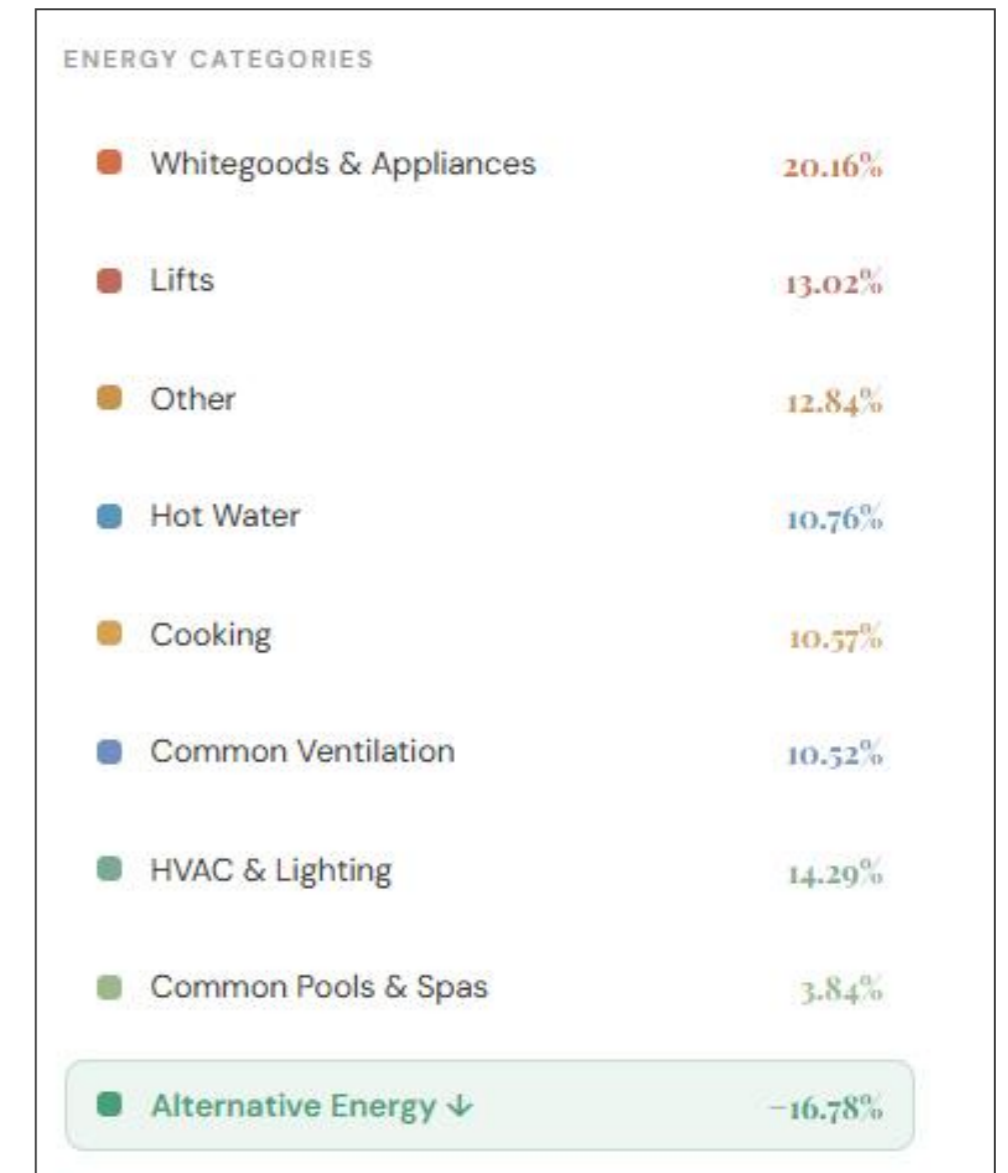 ENERGY CATEGORIES
Whitegoods & Appliances 20.16%
Lifts 13.02%
Other 12.84%
Hot Water 10.76%
Cooking 10.57%
Common Ventilation 10.52%
HVAC & Lighting 14.29%
Common Pools & Spas 3.84%
Alternative Energy ↓ −16.78%